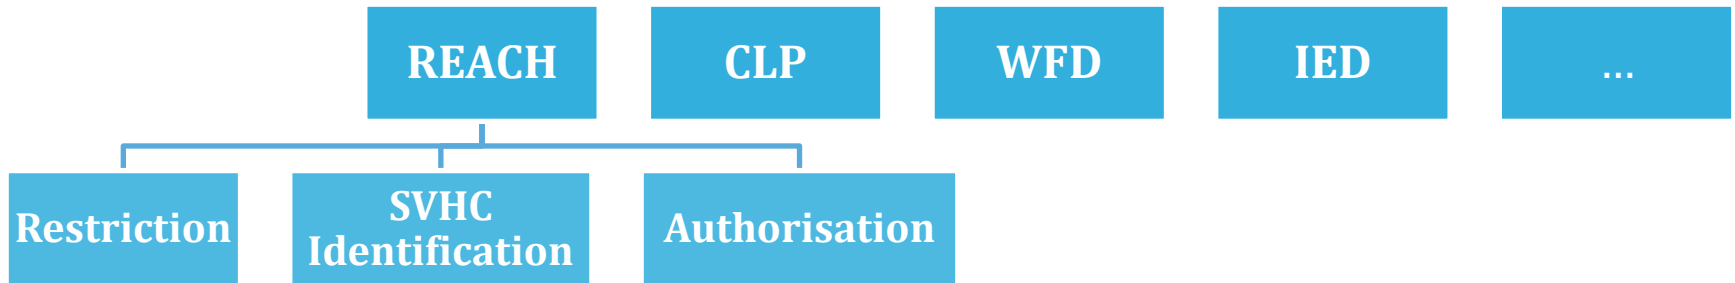 REACH
CLP
WFD
IED
...
Restriction
SVHC
Identification
Authorisation